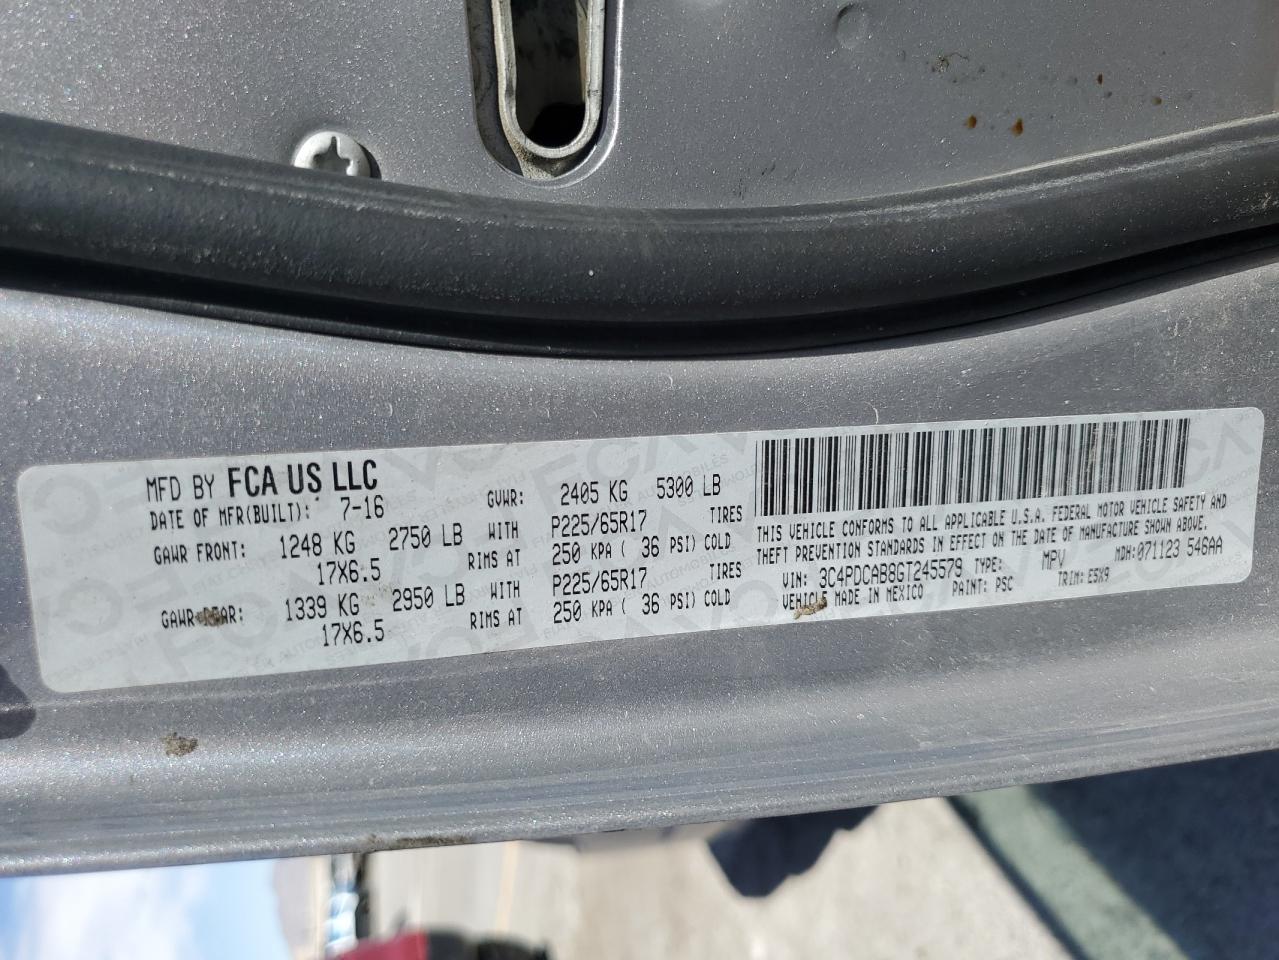 MFD BY FCA US LLC
DATE OF MFR(BUILT): 7-16 GVWR: 2405 KG 5300 LB
GAWR FRONT: 1248 KG 2750 LB WITH P225/65R17 TIRES
17X6.5 RIMS AT 250 KPA ( 36 PSI) COLD
GAWR REAR: 1339 KG 2950 LB WITH P225/65R17 TIRES
17X6.5 RIMS AT 250 KPA ( 36 PSI) COLD
THIS VEHICLE CONFORMS TO ALL APPLICABLE U.S.A. FEDERAL MOTOR VEHICLE SAFETY AND
THEFT PREVENTION STANDARDS IN EFFECT ON THE DATE OF MANUFACTURE SHOWN ABOVE.
VIN: 3C4PDCAB8GT245579 TYPE: MPV MDH: 071123 546AA
VEHICLE MADE IN MEXICO PAINT: PSC TRIM: E5X9